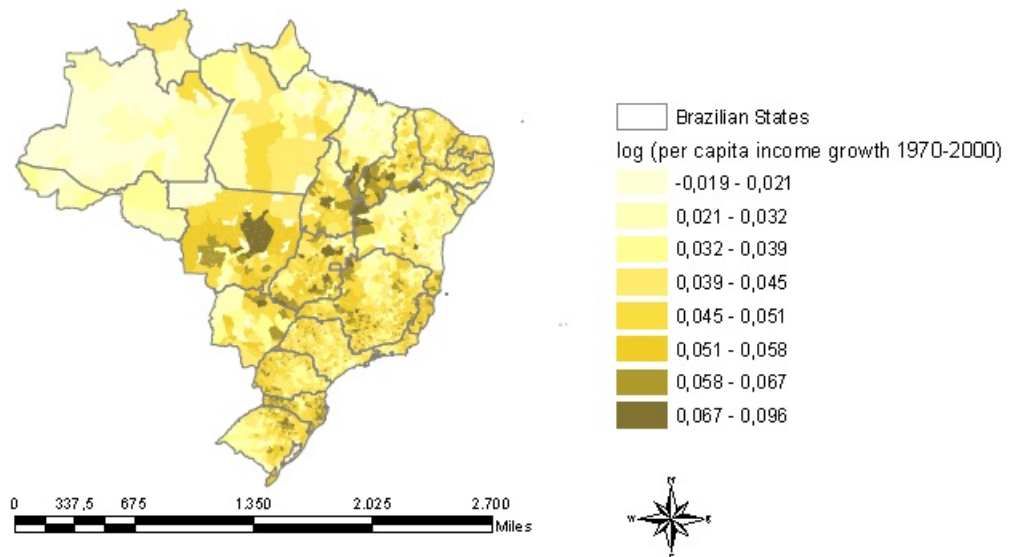 Brazilian States
log (per capita income growth 1970-2000)
-0,019 - 0,021
0,021 - 0,032
0,032 - 0,039
0,039 - 0,045
0,045 - 0,051
0,051 - 0,058
0,058 - 0,067
0,067 - 0,096
0 337,5 675 1.350 2.025 2.700
Miles
N
W E
S